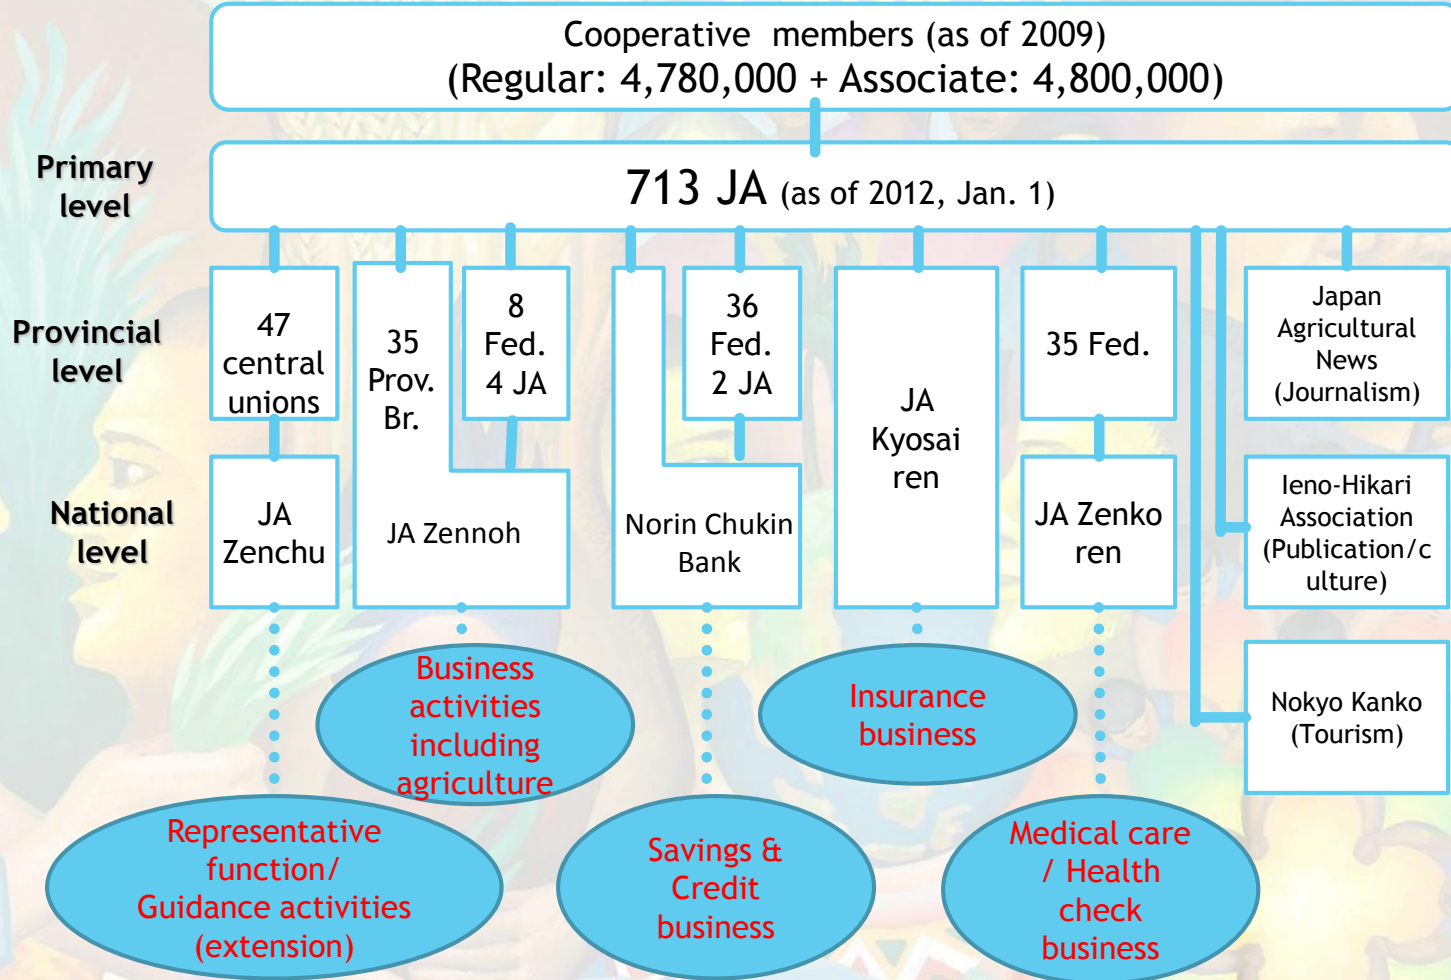 Cooperative members (as of 2009)
(Regular: 4,780,000 + Associate: 4,800,000)
Primary
level
713 JA (as of 2012, Jan. 1)
Provincial
level
47
central
unions
35
Prov.
Br.
8
Fed.
4 JA
36
Fed.
2 JA
JA
Kyosai
ren
35 Fed.
Japan
Agricultural
News
(Journalism)
National
level
JA
Zenchu
JA Zennoh
Norin Chukin
Bank
JA Zenko
ren
Ieno-Hikari
Association
(Publication/c
ulture)
Nokyo Kanko
(Tourism)
Business
activities
including
agriculture
Insurance
business
Representative
function/
Guidance activities
(extension)
Savings &
Credit
business
Medical care
/ Health
check
business